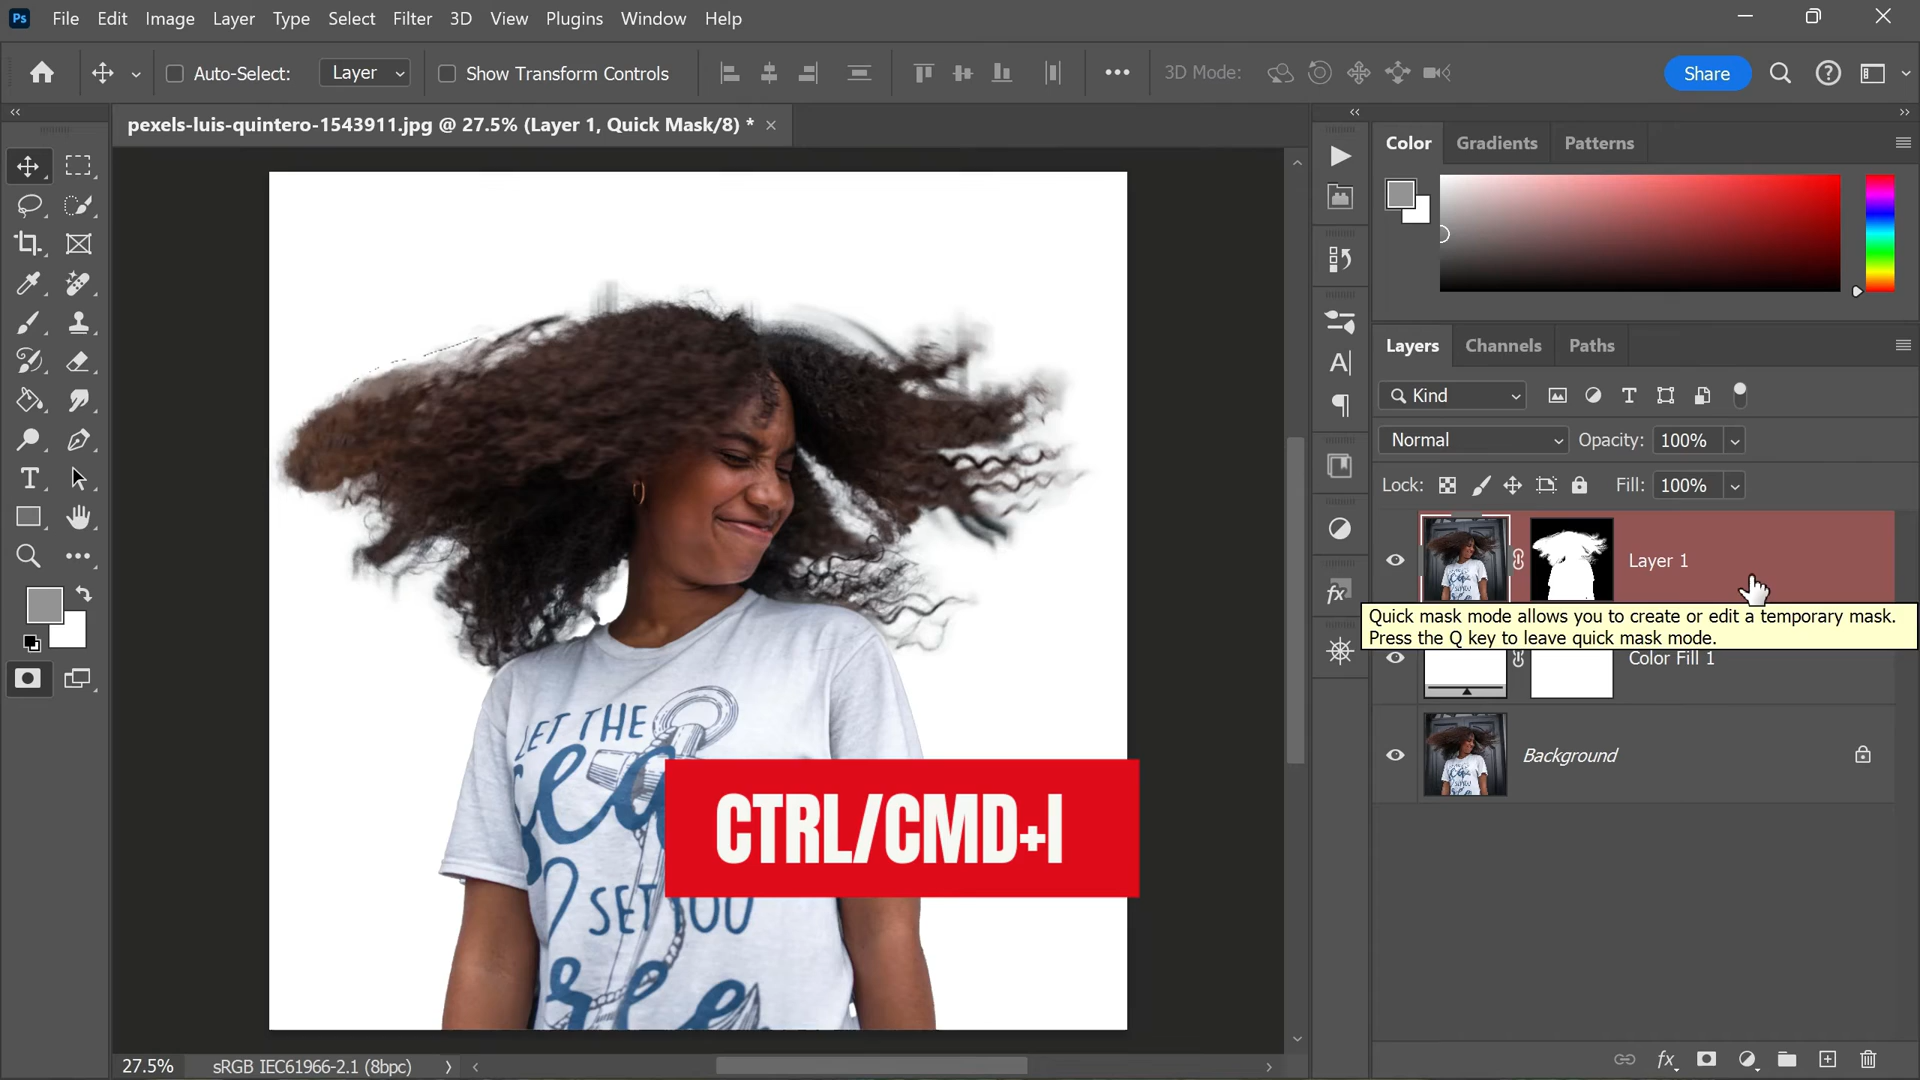 Ps File Edit Image Layer Type Select Filter 3D View Plugins Window Help
Auto-Select: Layer Show Transform Controls 3D Mode: Share
pexels-luis-quintero-1543911.jpg @ 27.5% (Layer 1, Quick Mask/8) *
Color Gradients Patterns
Layers Channels Paths
Kind
Normal Opacity: 100%
Lock: Fill: 100%
Layer 1
Quick mask mode allows you to create or edit a temporary mask.
Press the Q key to leave quick mask mode.
Color Fill 1
Background
LET THE
sea
SET YOU
free
CTRL/CMD+I
27.5% sRGB IEC61966-2.1 (8bpc)